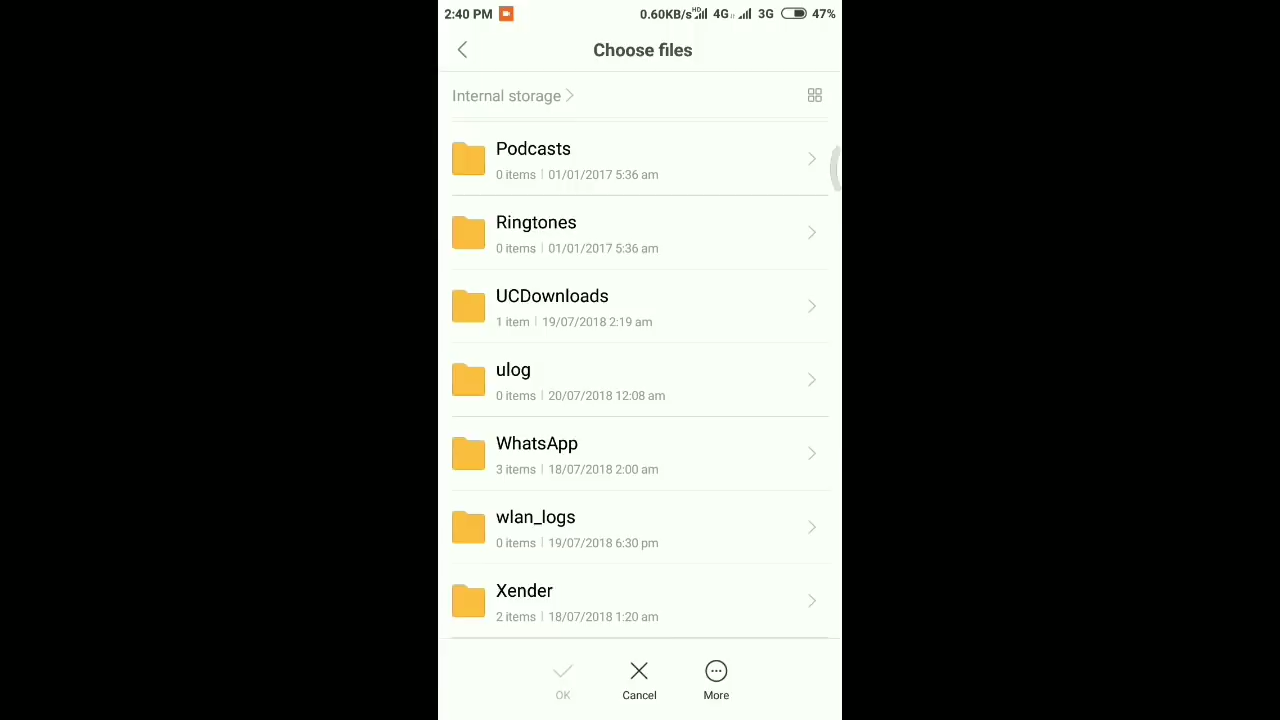 2:40 PM 0.60KB/s HD 4G 3G 47%
Choose files
Internal storage
Podcasts
0 items | 01/01/2017 5:36 am
Ringtones
0 items | 01/01/2017 5:36 am
UCDownloads
1 item | 19/07/2018 2:19 am
ulog
0 items | 20/07/2018 12:08 am
WhatsApp
3 items | 18/07/2018 2:00 am
wlan_logs
0 items | 19/07/2018 6:30 pm
Xender
2 items | 18/07/2018 1:20 am
OK Cancel More